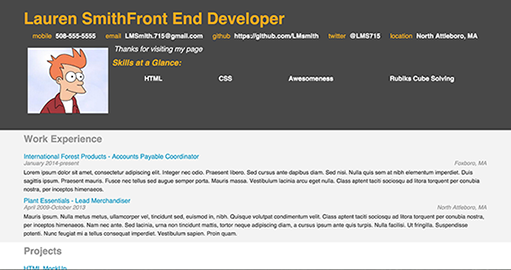 Lauren SmithFront End Developer
mobile 508-555-5555 email LMSmith.715@gmail.com github https://github.com/LMsmith twitter @LMS715 location North Attleboro, MA
Thanks for visiting my page
Skills at a Glance:
HTML CSS Awesomeness Rubiks Cube Solving
Work Experience
International Forest Products - Accounts Payable Coordinator
January 2014-present Foxboro, MA
Lorem ipsum dolor sit amet, consectetur adipiscing elit. Integer nec odio. Praesent libero. Sed cursus ante dapibus diam. Sed nisi. Nulla quis sem at nibh elementum imperdiet. Duis
sagittis ipsum. Praesent mauris. Fusce nec tellus sed augue semper porta. Mauris massa. Vestibulum lacinia arcu eget nulla. Class aptent taciti sociosqu ad litora torquent per conubia
nostra, per inceptos himenaeos.
Plant Essentials - Lead Merchandiser
April 2009-October 2013 North Attleboro, MA
Mauris ipsum. Nulla metus metus, ullamcorper vel, tincidunt sed, euismod in, nibh. Quisque volutpat condimentum velit. Class aptent taciti sociosqu ad litora torquent per conubia nostra,
per inceptos himenaeos. Nam nec ante. Sed lacinia, urna non tincidunt mattis, tortor neque adipiscing diam, a cursus ipsum ante quis turpis. Nulla facilisi. Ut fringilla. Suspendisse
potenti. Nunc feugiat mi a tellus consequat imperdiet. Vestibulum sapien. Proin quam.
Projects
HTML MockUp